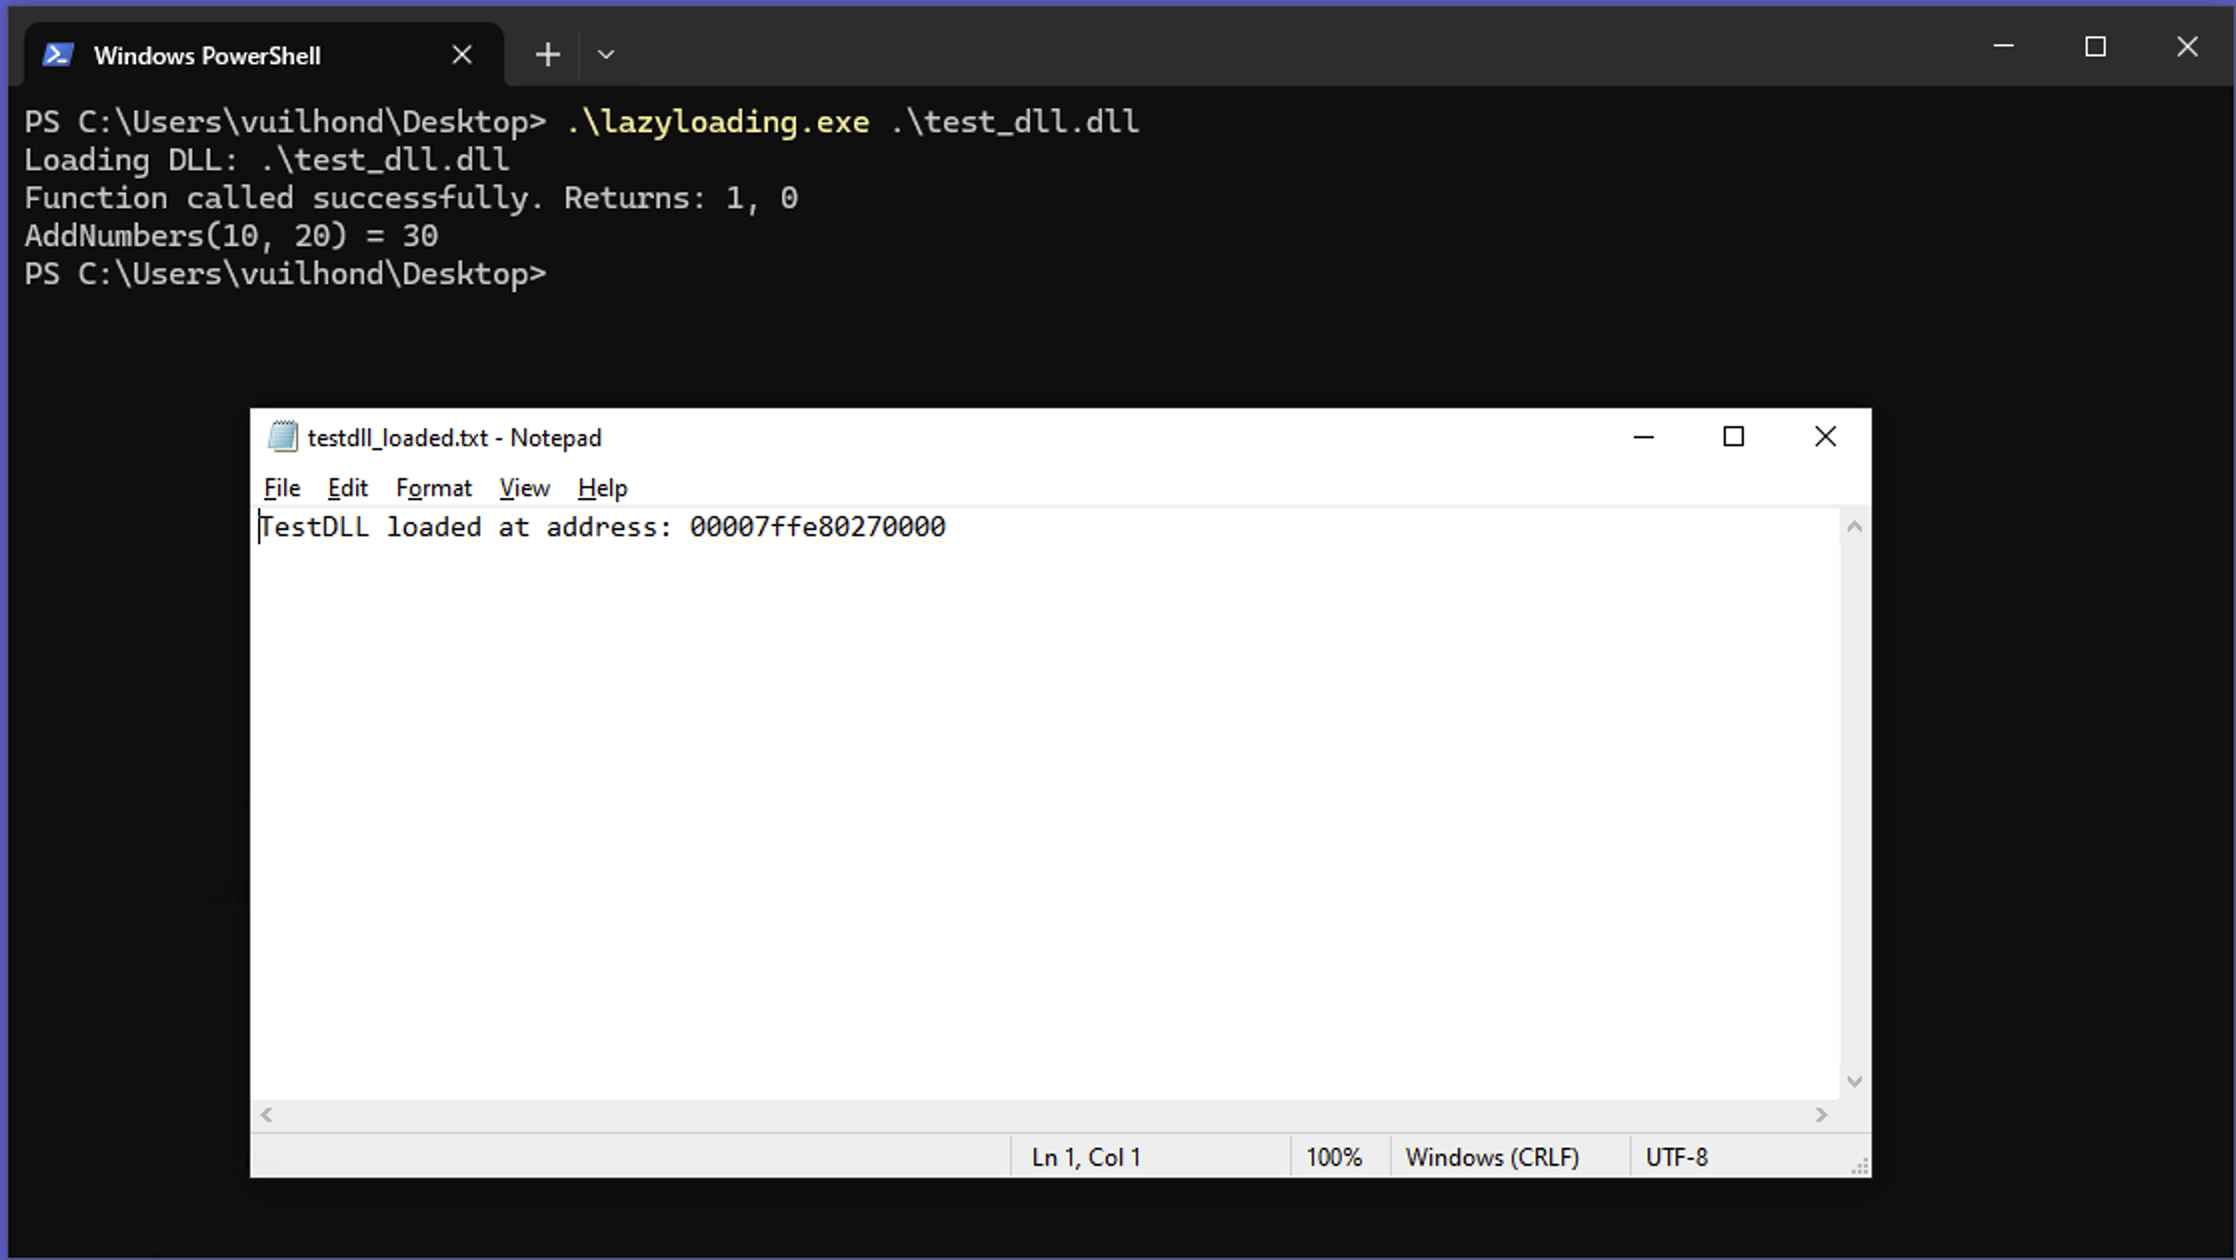 Windows PowerShell
PS C:\Users\vuilhond\Desktop> .\lazyloading.exe .\test_dll.dll
Loading DLL: .\test_dll.dll
Function called successfully. Returns: 1, 0
AddNumbers(10, 20) = 30
PS C:\Users\vuilhond\Desktop>
testdll_loaded.txt - Notepad
File Edit Format View Help
TestDLL loaded at address: 00007ffe80270000
Ln 1, Col 1 100% Windows (CRLF) UTF-8